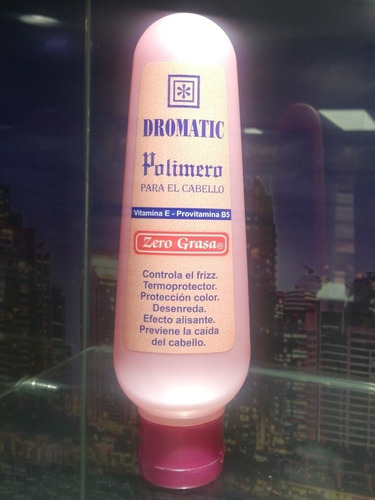 DROMATIC
Polimero
PARA EL CABELLO
Vitamina E - Provitamina B5
Zero Grasa®
Controla el frizz.
Termoprotector.
Protección color.
Desenreda.
Efecto alisante.
Previene la caída
del cabello.